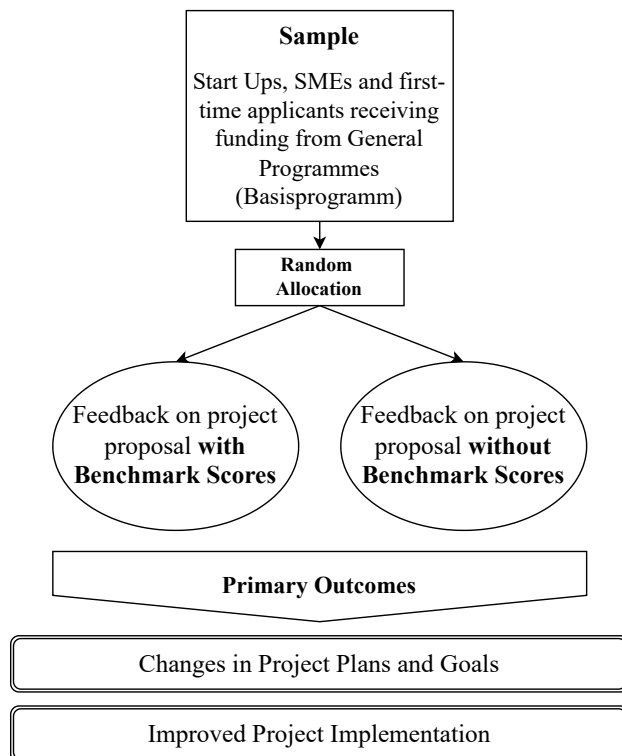 Sample
Start Ups, SMEs and first-
time applicants receiving
funding from General
Programmes
(Basisprogramm)
Random
Allocation
Feedback on project
proposal with
Benchmark Scores
Feedback on project
proposal without
Benchmark Scores
Primary Outcomes
Changes in Project Plans and Goals
Improved Project Implementation